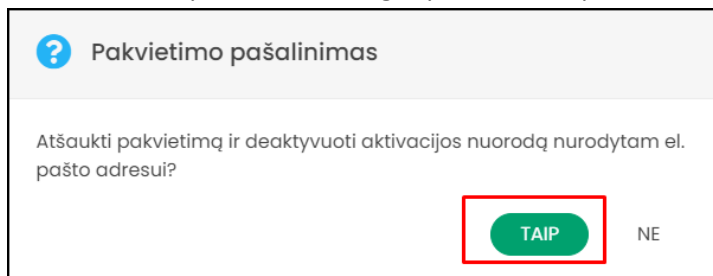 Pakvietimo pašalinimas
Atšaukti pakvietimą ir deaktyvuoti aktivacijos nuorodą nurodytam el.
pašto adresui?
TAIP NE